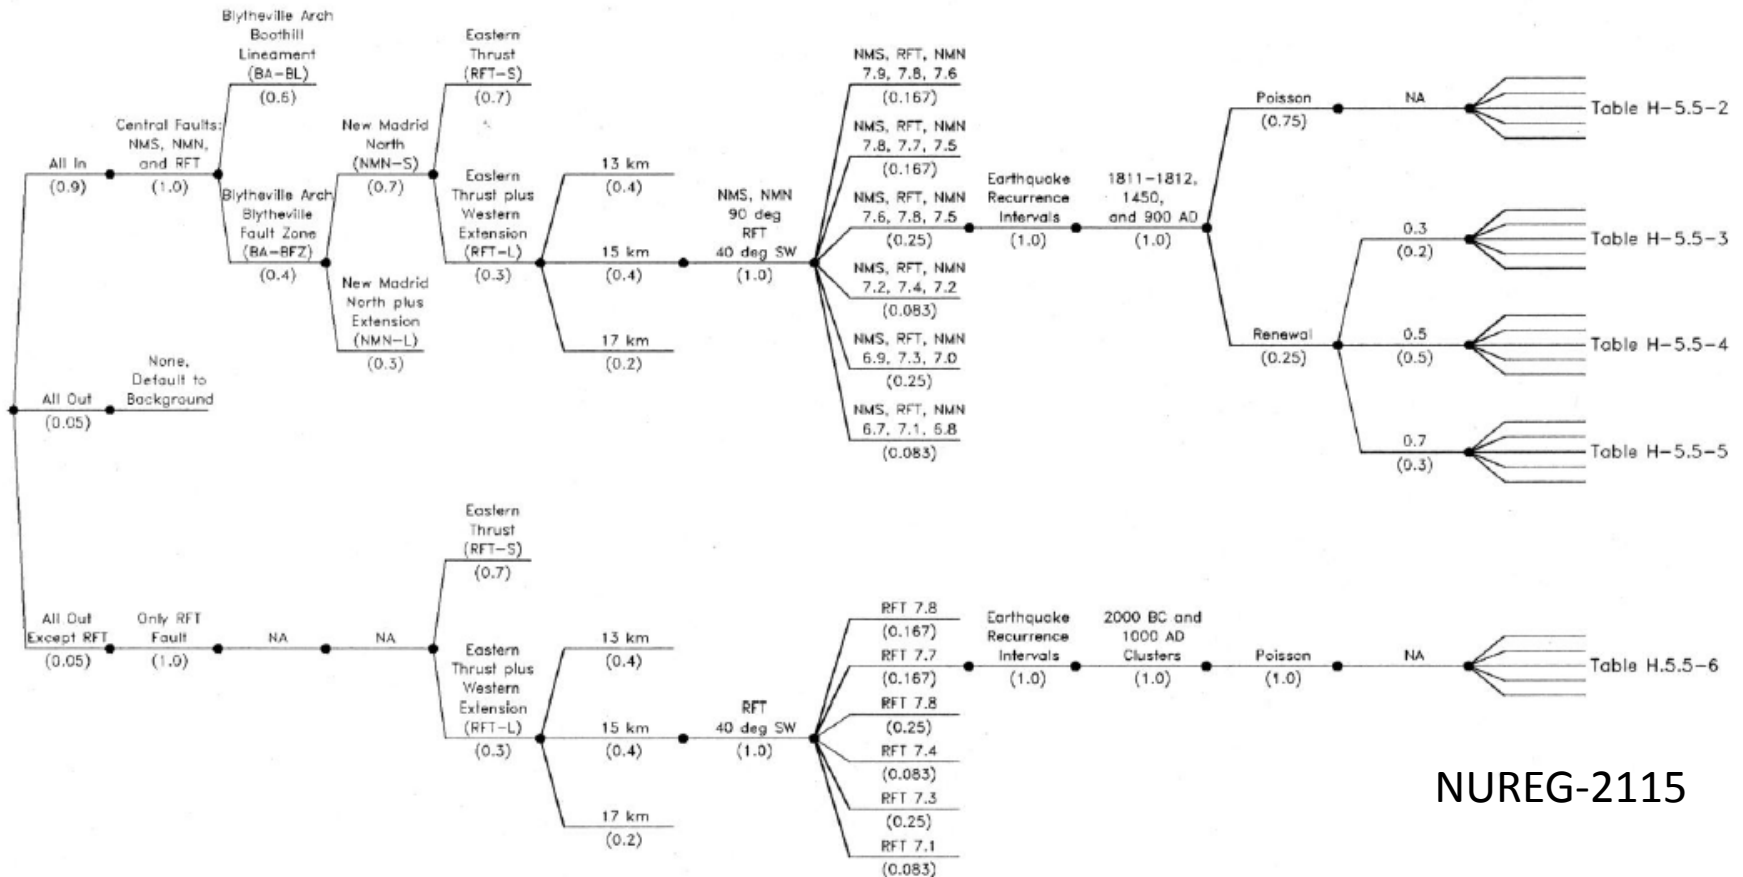 Blytheville Arch
Boothill
Lineament
(BA-BL)
(0.6)
Eastern
Thrust
(RFT-S)
(0.7)
NMS, RFT, NMN
7.9, 7.8, 7.6
(0.167)
Central Faults:
NMS, NMN,
and RFT
(1.0)
New Madrid
North
(NMN-S)
(0.7)
NMS, RFT, NMN
7.8, 7.7, 7.5
(0.167)
Poisson
(0.75)
NA
Table H-5.5-2
All In
(0.9)
Blytheville Arch
Blytheville
Fault Zone
(BA-BFZ)
(0.4)
Eastern
Thrust plus
Western
Extension
(RFT-L)
(0.3)
13 km
(0.4)
15 km
(0.4)
17 km
(0.2)
NMS, NMN
90 deg
RFT
40 deg SW
(1.0)
NMS, RFT, NMN
7.6, 7.8, 7.5
(0.25)
Earthquake
Recurrence
Intervals
(1.0)
1811-1812,
1450,
and 900 AD
(1.0)
0.3
(0.2)
Table H-5.5-3
New Madrid
North plus
Extension
(NMN-L)
(0.3)
NMS, RFT, NMN
7.2, 7.4, 7.2
(0.083)
Renewal
(0.25)
0.5
(0.5)
Table H-5.5-4
NMS, RFT, NMN
6.9, 7.3, 7.0
(0.25)
NMS, RFT, NMN
6.7, 7.1, 6.8
(0.083)
0.7
(0.3)
Table H-5.5-5
All Out
(0.05)
None,
Default to
Background
Eastern
Thrust
(RFT-S)
(0.7)
All Out
Except RFT
(0.05)
Only RFT
Fault
(1.0)
NA
NA
Eastern
Thrust plus
Western
Extension
(RFT-L)
(0.3)
13 km
(0.4)
15 km
(0.4)
17 km
(0.2)
RFT
40 deg SW
(1.0)
RFT 7.8
(0.167)
RFT 7.7
(0.167)
RFT 7.8
(0.25)
RFT 7.4
(0.083)
RFT 7.3
(0.25)
RFT 7.1
(0.083)
Earthquake
Recurrence
Intervals
(1.0)
2000 BC and
1000 AD
Clusters
(1.0)
Poisson
(1.0)
NA
Table H.5.5-6
NUREG-2115